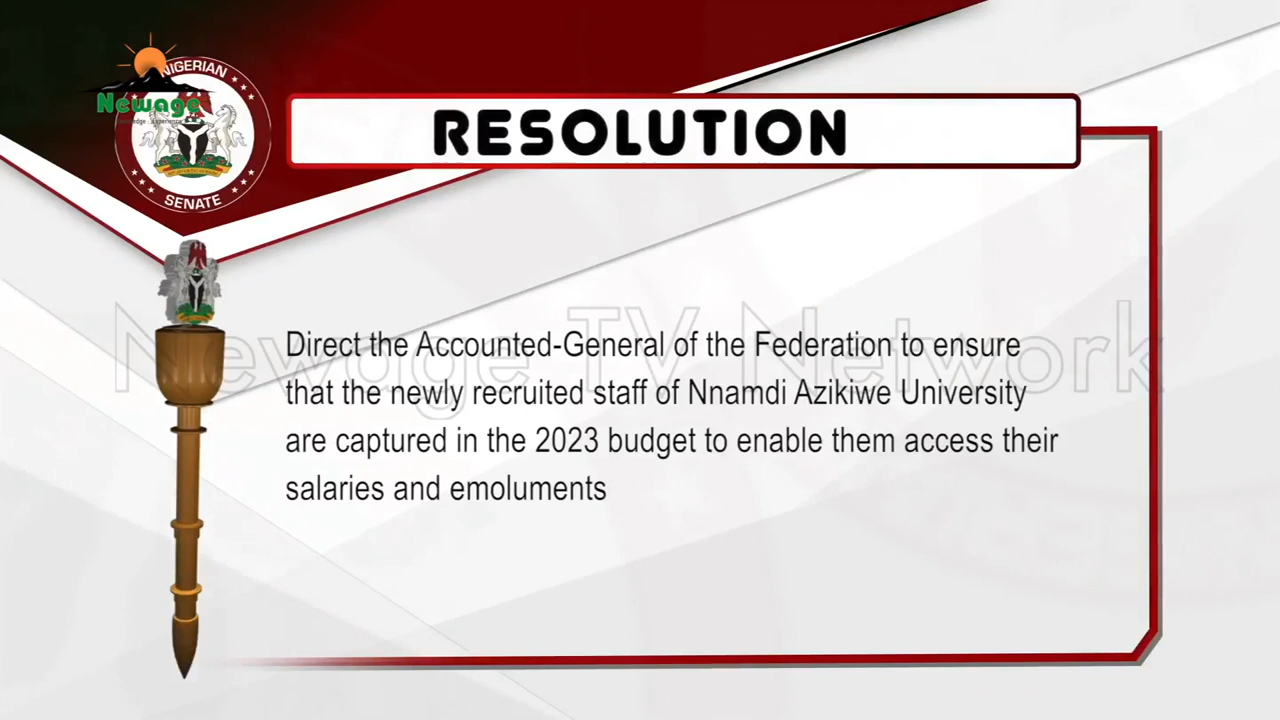 NIGERIAN
Newage
SENATE
RESOLUTION
Newage TV Network
Direct the Accounted-General of the Federation to ensure
that the newly recruited staff of Nnamdi Azikiwe University
are captured in the 2023 budget to enable them access their
salaries and emoluments